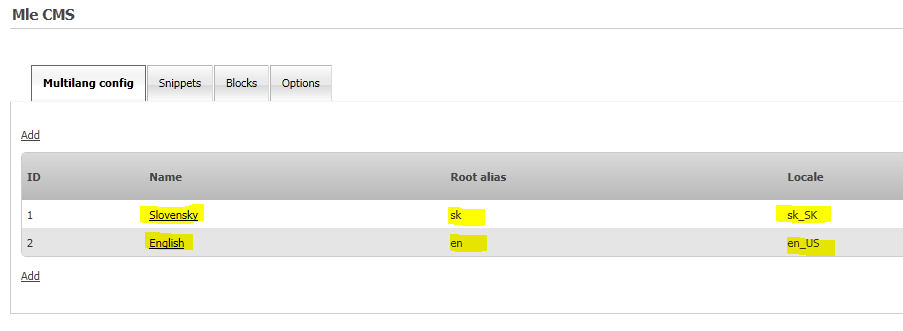 Mle CMS
Multilang config Snippets Blocks Options
Add
ID Name Root alias Locale
1 Slovensky sk sk_SK
2 English en en_US
Add